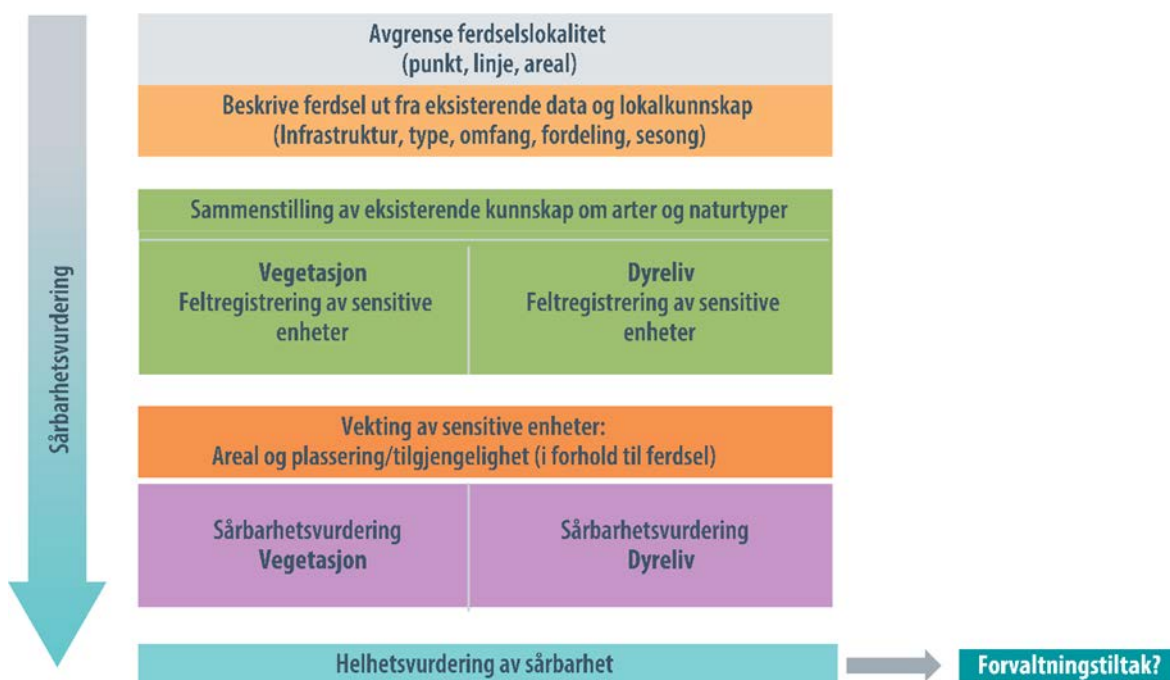 Avgrense ferdselslokalitet
(punkt, linje, areal)
Beskrive ferdsel ut fra eksisterende data og lokalkunnskap
(Infrastruktur, type, omfang, fordeling, sesong)
Sammenstilling av eksisterende kunnskap om arter og naturtyper
Vegetasjon
Feltregistrering av sensitive
enheter
Dyreliv
Feltregistrering av sensitive
enheter
Sårbarhetsvurdering
Vekting av sensitive enheter:
Areal og plassering/tilgjengelighet (i forhold til ferdsel)
Sårbarhetsvurdering
Vegetasjon
Sårbarhetsvurdering
Dyreliv
Helhetsvurdering av sårbarhet
Forvaltningstiltak?